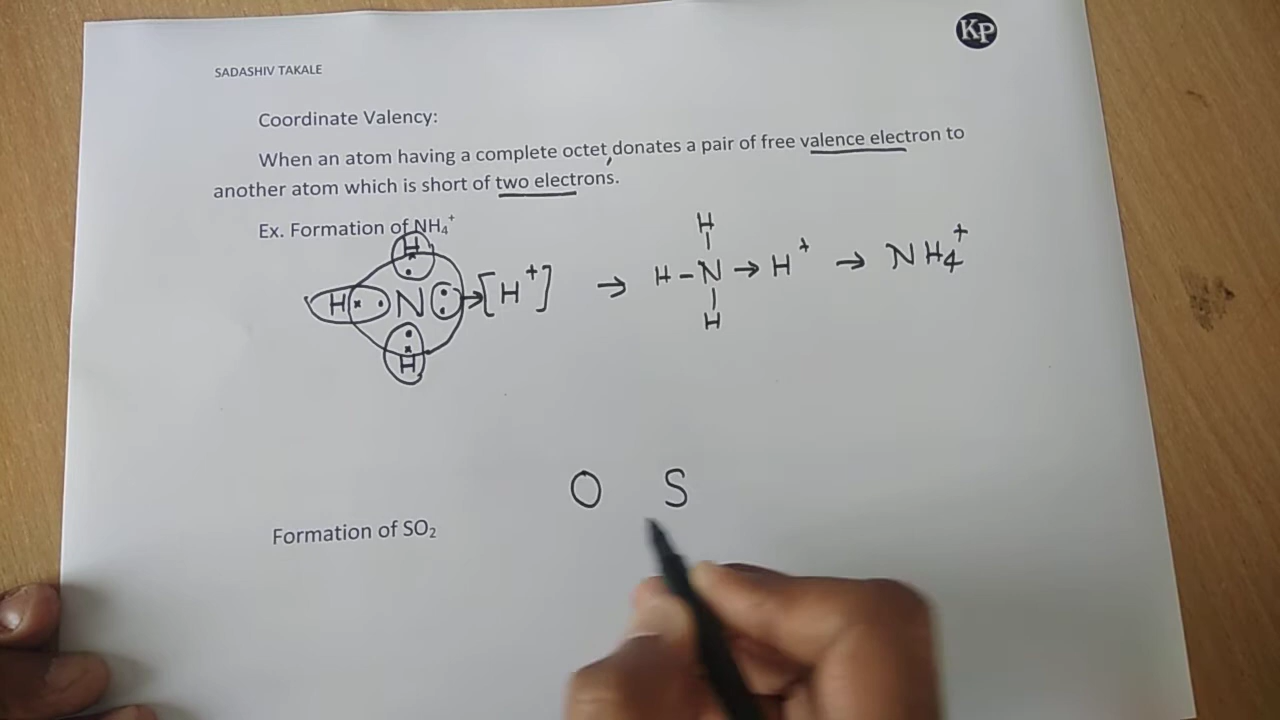 KP
SADASHIV TAKALE
Coordinate Valency:
When an atom having a complete octet, donates a pair of free valence electron to
another atom which is short of two electrons.
Ex. Formation of NH₄⁺
H
H N → [H⁺] → H – N → H⁺ → NH₄⁺
H
H
H
O S
Formation of SO₂